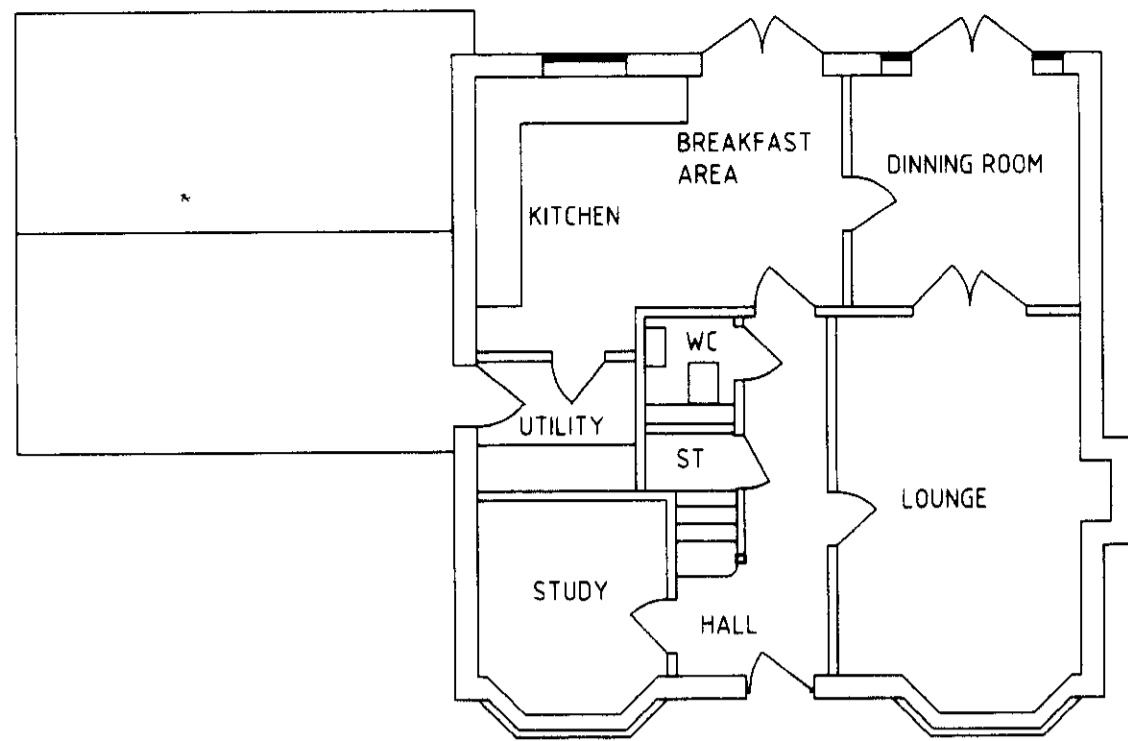 BREAKFAST
AREA
DINNING ROOM
KITCHEN
WC
UTILITY
ST
LOUNGE
STUDY
HALL